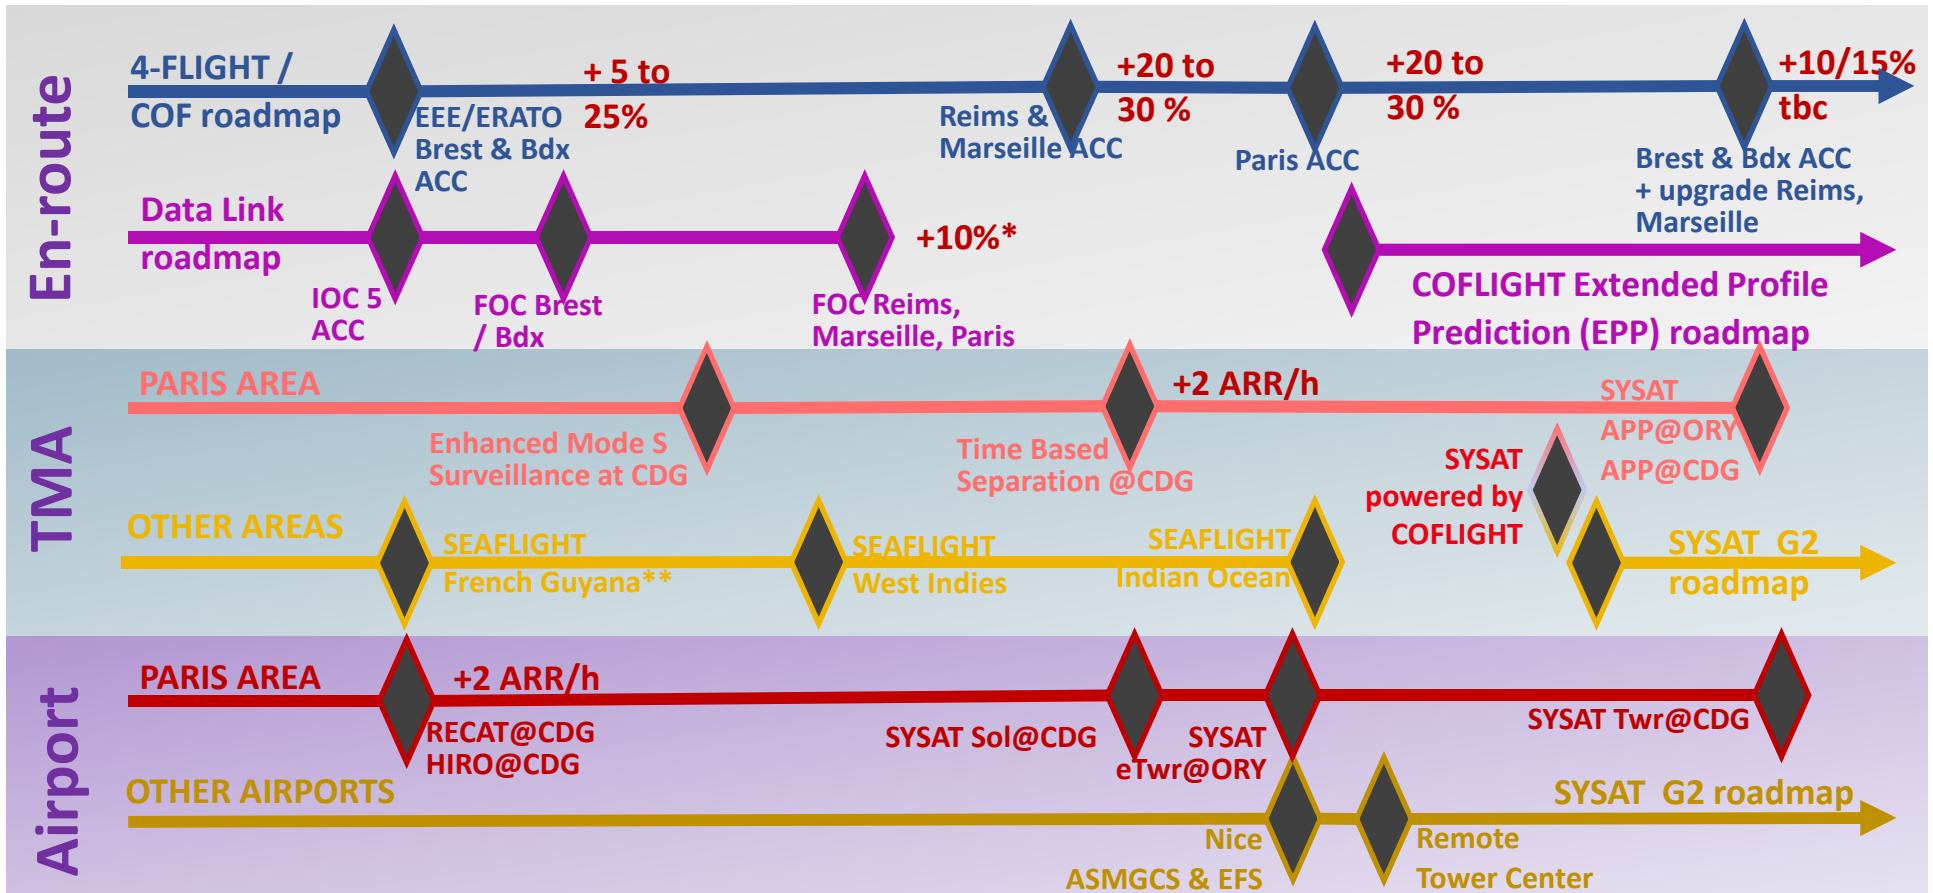 En-route
4-FLIGHT /
COF roadmap
EEE/ERATO
Brest & Bdx
ACC
+ 5 to
25%
Reims &
Marseille ACC
+20 to
30 %
Paris ACC
+20 to
30 %
+10/15%
tbc
Brest & Bdx ACC
+ upgrade Reims,
Marseille
Data Link
roadmap
IOC 5
ACC
FOC Brest
/ Bdx
FOC Reims,
Marseille, Paris
+10%*
COFLIGHT Extended Profile
Prediction (EPP) roadmap
TMA
PARIS AREA
Enhanced Mode S
Surveillance at CDG
Time Based
Separation @CDG
+2 ARR/h
SYSAT
APP@ORY
APP@CDG
SYSAT
powered by
COFLIGHT
OTHER AREAS
SEAFLIGHT
French Guyana**
SEAFLIGHT
West Indies
SEAFLIGHT
Indian Ocean
SYSAT G2
roadmap
Airport
PARIS AREA
+2 ARR/h
RECAT@CDG
HIRO@CDG
SYSAT Sol@CDG
SYSAT
eTwr@ORY
SYSAT Twr@CDG
OTHER AIRPORTS
Nice
ASMGCS & EFS
Remote
Tower Center
SYSAT G2 roadmap